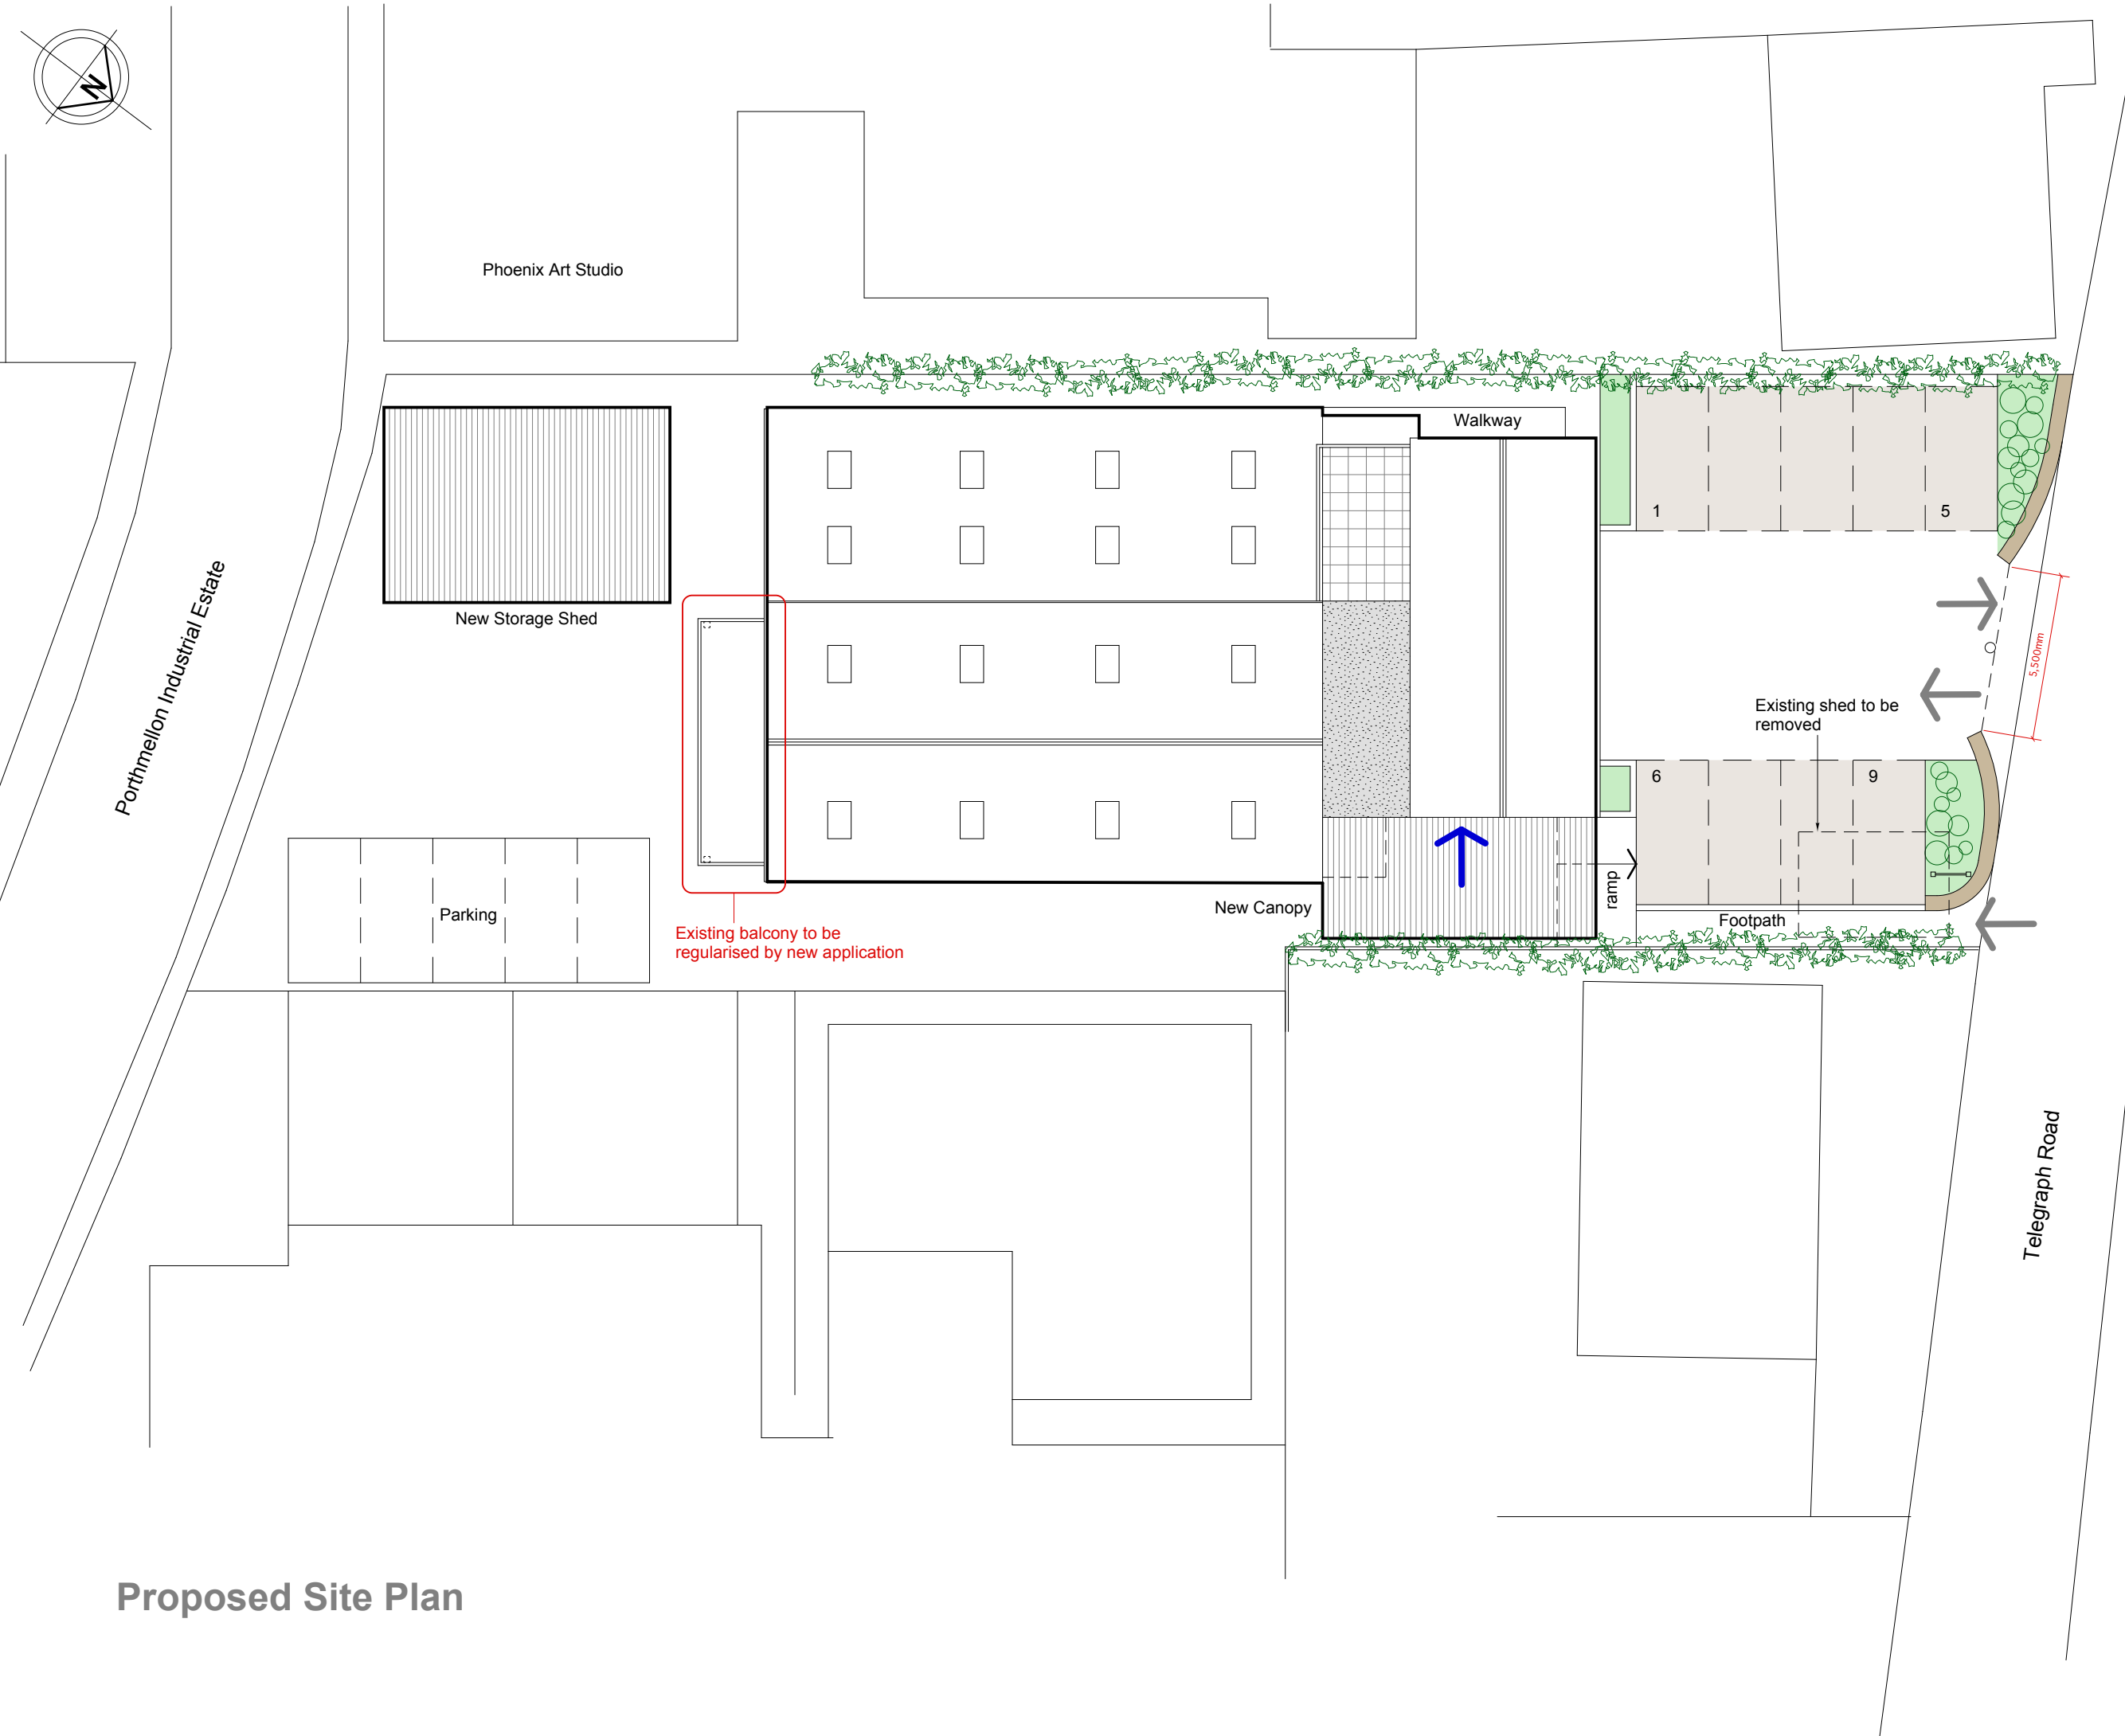 N
Phoenix Art Studio
Walkway
1
5
New Storage Shed
Porthmellon Industrial Estate
5,500mm
Existing shed to be
removed
6
9
Parking
ramp
New Canopy
Footpath
Existing balcony to be
regularised by new application
Telegraph Road
Proposed Site Plan